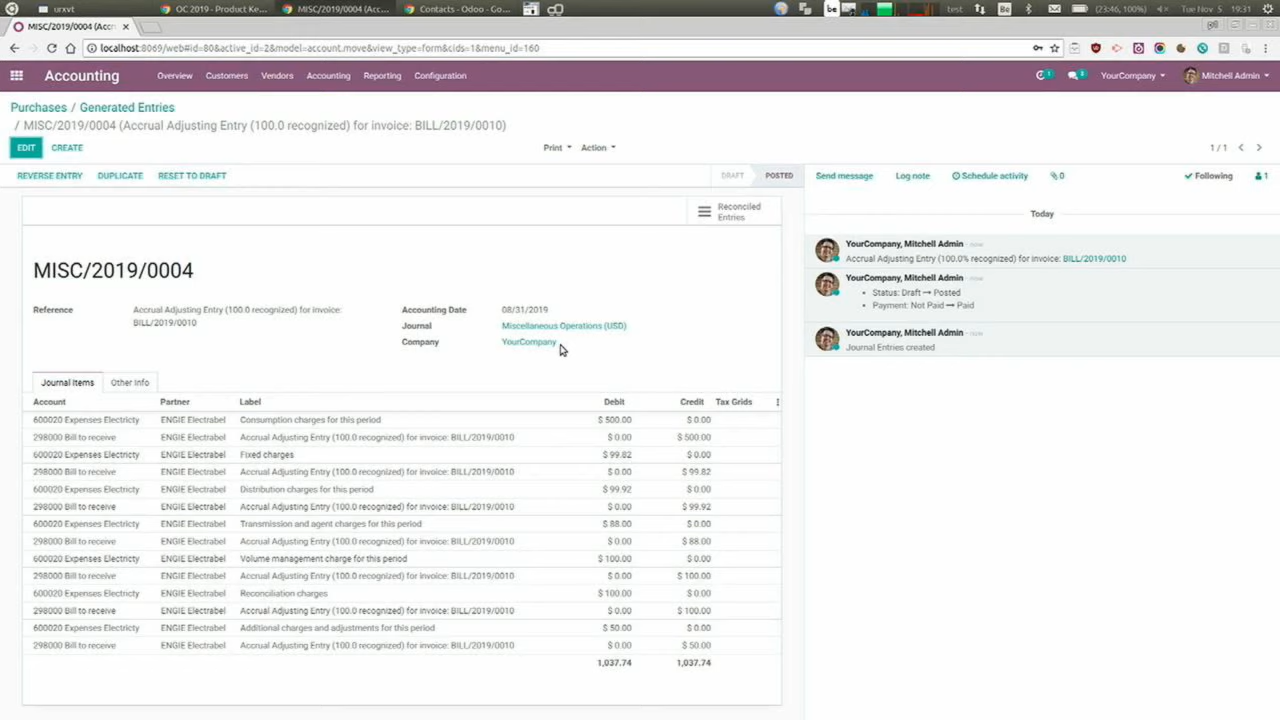 urxvt
OC 2019 - Product Ke...
MISC/2019/0004 (Acc...
Contacts - Odoo - Go...
be
test
Be
(23:46, 100%)
Tue Nov 5
19:31
MISC/2019/0004 (Accru
localhost:8069/web#id=80&active_id=2&model=account.move&view_type=form&cids=1&menu_id=160
Accounting
Overview
Customers
Vendors
Accounting
Reporting
Configuration
YourCompany
Mitchell Admin
Purchases / Generated Entries
/ MISC/2019/0004 (Accrual Adjusting Entry (100.0 recognized) for invoice: BILL/2019/0010)
EDIT
CREATE
Print
Action
1 / 1
REVERSE ENTRY
DUPLICATE
RESET TO DRAFT
DRAFT
POSTED
Send message
Log note
Schedule activity
0
Following
1
Reconciled
Entries
Today
MISC/2019/0004
YourCompany, Mitchell Admin - now
Accrual Adjusting Entry (100.0% recognized) for invoice: BILL/2019/0010
YourCompany, Mitchell Admin - now
Status: Draft → Posted
Payment: Not Paid → Paid
YourCompany, Mitchell Admin - now
Journal Entries created
Reference
Accrual Adjusting Entry (100.0 recognized) for invoice:
BILL/2019/0010
Accounting Date 08/31/2019
Journal Miscellaneous Operations (USD)
Company YourCompany
Journal Items
Other Info
Account Partner Label Debit Credit Tax Grids
600020 Expenses Electricty ENGIE Electrabel Consumption charges for this period $ 500.00 $ 0.00
298000 Bill to receive ENGIE Electrabel Accrual Adjusting Entry (100.0 recognized) for invoice: BILL/2019/0010 $ 0.00 $ 500.00
600020 Expenses Electricty ENGIE Electrabel Fixed charges $ 99.82 $ 0.00
298000 Bill to receive ENGIE Electrabel Accrual Adjusting Entry (100.0 recognized) for invoice: BILL/2019/0010 $ 0.00 $ 99.82
600020 Expenses Electricty ENGIE Electrabel Distribution charges for this period $ 99.92 $ 0.00
298000 Bill to receive ENGIE Electrabel Accrual Adjusting Entry (100.0 recognized) for invoice: BILL/2019/0010 $ 0.00 $ 99.92
600020 Expenses Electricty ENGIE Electrabel Transmission and agent charges for this period $ 88.00 $ 0.00
298000 Bill to receive ENGIE Electrabel Accrual Adjusting Entry (100.0 recognized) for invoice: BILL/2019/0010 $ 0.00 $ 88.00
600020 Expenses Electricty ENGIE Electrabel Volume management charge for this period $ 100.00 $ 0.00
298000 Bill to receive ENGIE Electrabel Accrual Adjusting Entry (100.0 recognized) for invoice: BILL/2019/0010 $ 0.00 $ 100.00
600020 Expenses Electricty ENGIE Electrabel Reconciliation charges $ 100.00 $ 0.00
298000 Bill to receive ENGIE Electrabel Accrual Adjusting Entry (100.0 recognized) for invoice: BILL/2019/0010 $ 0.00 $ 100.00
600020 Expenses Electricty ENGIE Electrabel Additional charges and adjustments for this period $ 50.00 $ 0.00
298000 Bill to receive ENGIE Electrabel Accrual Adjusting Entry (100.0 recognized) for invoice: BILL/2019/0010 $ 0.00 $ 50.00
1,037.74 1,037.74